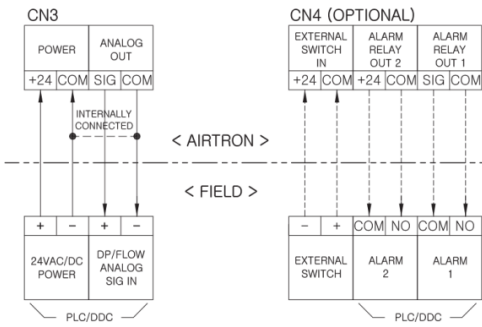 CN3
CN4 (OPTIONAL)
POWER
ANALOG
OUT
EXTERNAL
SWITCH
IN
ALARM
RELAY
OUT 2
ALARM
RELAY
OUT 1
+24 COM SIG COM
+24 COM +24 COM SIG COM
INTERNALLY
CONNECTED
< AIRTRON >
< FIELD >
+ − + −
− + COM NO COM NO
24VAC/DC
POWER
DP/FLOW
ANALOG
SIG IN
EXTERNAL
SWITCH
ALARM
2
ALARM
1
PLC/DDC
PLC/DDC